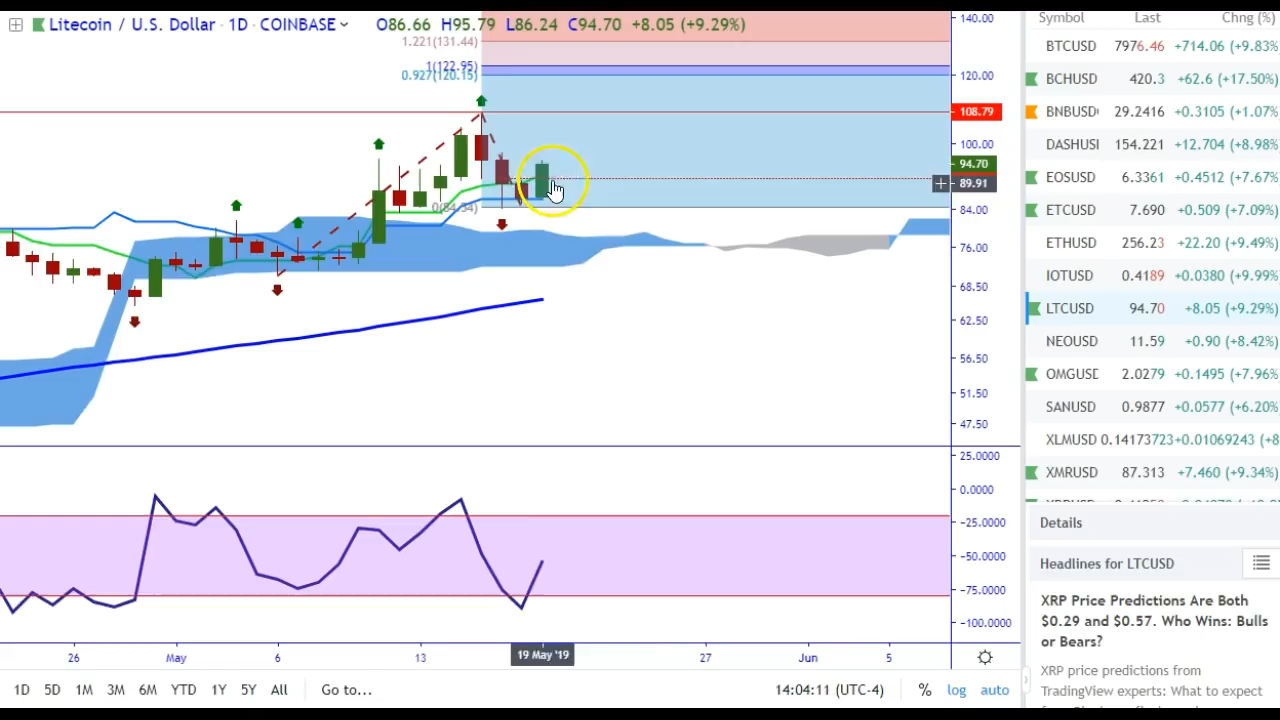 Litecoin / U.S. Dollar · 1D · COINBASE O86.66 H95.79 L86.24 C94.70 +8.05 (+9.29%)
1.221(131.44)
1(122.95)
0.927(120.15)
0(84.54)
140.00
120.00
108.79
100.00
94.70
89.91
84.00
76.00
68.50
62.50
56.50
51.50
47.50
25.0000
0.0000
-25.0000
-50.0000
-75.0000
-100.0000
26 May 6 13 19 May '19 27 Jun 5
1D 5D 1M 3M 6M YTD 1Y 5Y All Go to... 14:04:11 (UTC-4) % log auto
Symbol Last Chng (%)
BTCUSD 7976.46 +714.06 (+9.83%
BCHUSD 420.3 +62.6 (+17.50%)
BNBUSD 29.2416 +0.3105 (+1.07%
DASHUSI 154.221 +12.704 (+8.98%
EOSUSD 6.3361 +0.4512 (+7.67%
ETCUSD 7.690 +0.509 (+7.09%)
ETHUSD 256.23 +22.20 (+9.49%)
IOTUSD 0.4189 +0.0380 (+9.99%
LTCUSD 94.70 +8.05 (+9.29%)
NEOUSD 11.59 +0.90 (+8.42%)
OMGUSD 2.0279 +0.1495 (+7.96%
SANUSD 0.9877 +0.0577 (+6.20%
XLMUSD 0.14173723 +0.01069243 (+8
XMRUSD 87.313 +7.460 (+9.34%)
Details
Headlines for LTCUSD
XRP Price Predictions Are Both
$0.29 and $0.57. Who Wins: Bulls
or Bears?
XRP price predictions from
TradingView experts: What to expect